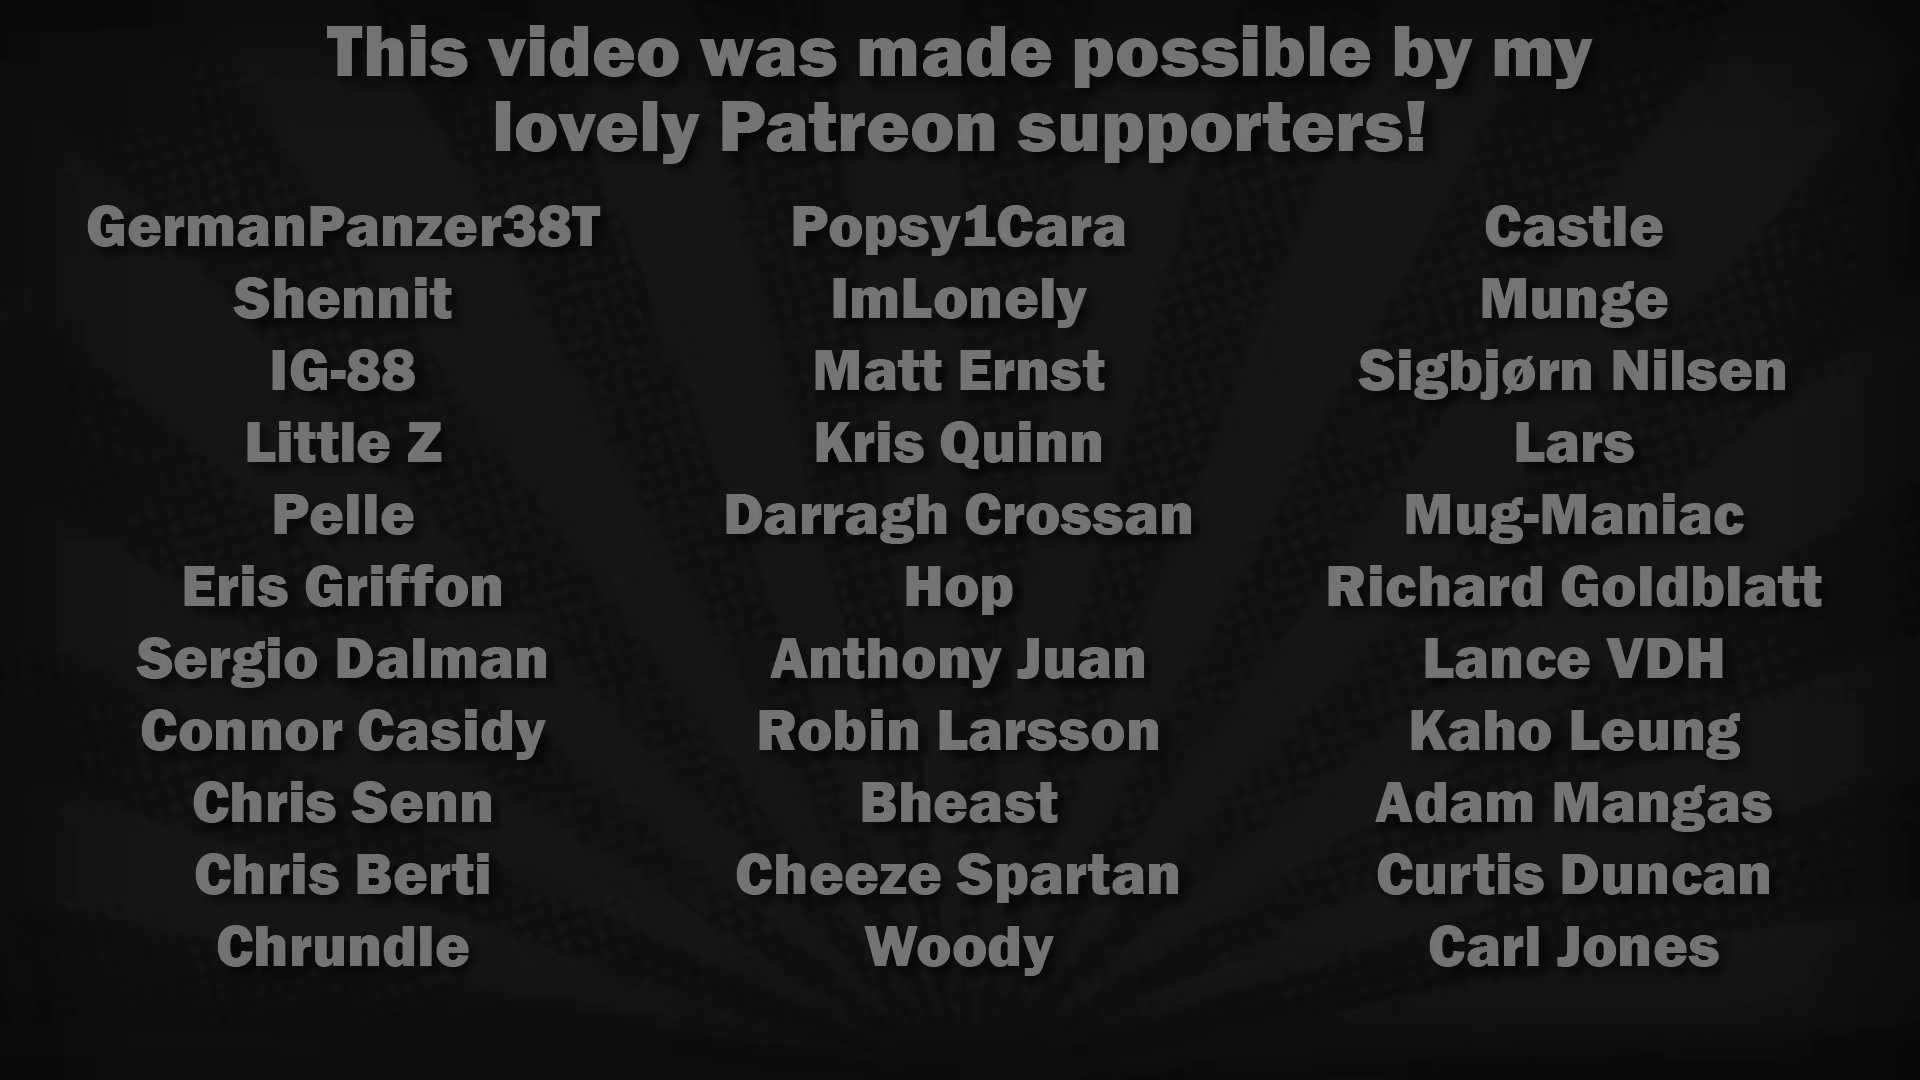 This video was made possible by my
lovely Patreon supporters!
GermanPanzer38T
Shennit
IG-88
Little Z
Pelle
Eris Griffon
Sergio Dalman
Connor Casidy
Chris Senn
Chris Berti
Chrundle
Popsy1Cara
ImLonely
Matt Ernst
Kris Quinn
Darragh Crossan
Hop
Anthony Juan
Robin Larsson
Bheast
Cheeze Spartan
Woody
Castle
Munge
Sigbjørn Nilsen
Lars
Mug-Maniac
Richard Goldblatt
Lance VDH
Kaho Leung
Adam Mangas
Curtis Duncan
Carl Jones